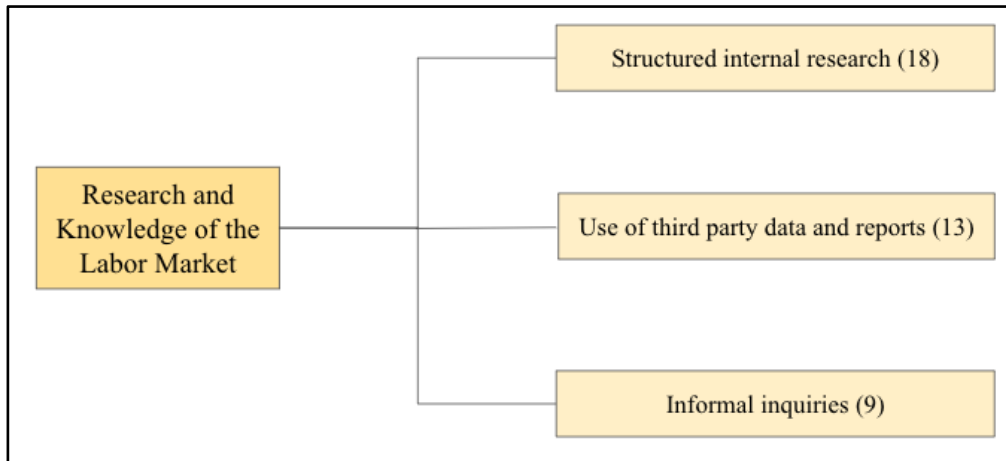 Structured internal research (18)
Research and
Knowledge of the
Labor Market
Use of third party data and reports (13)
Informal inquiries (9)